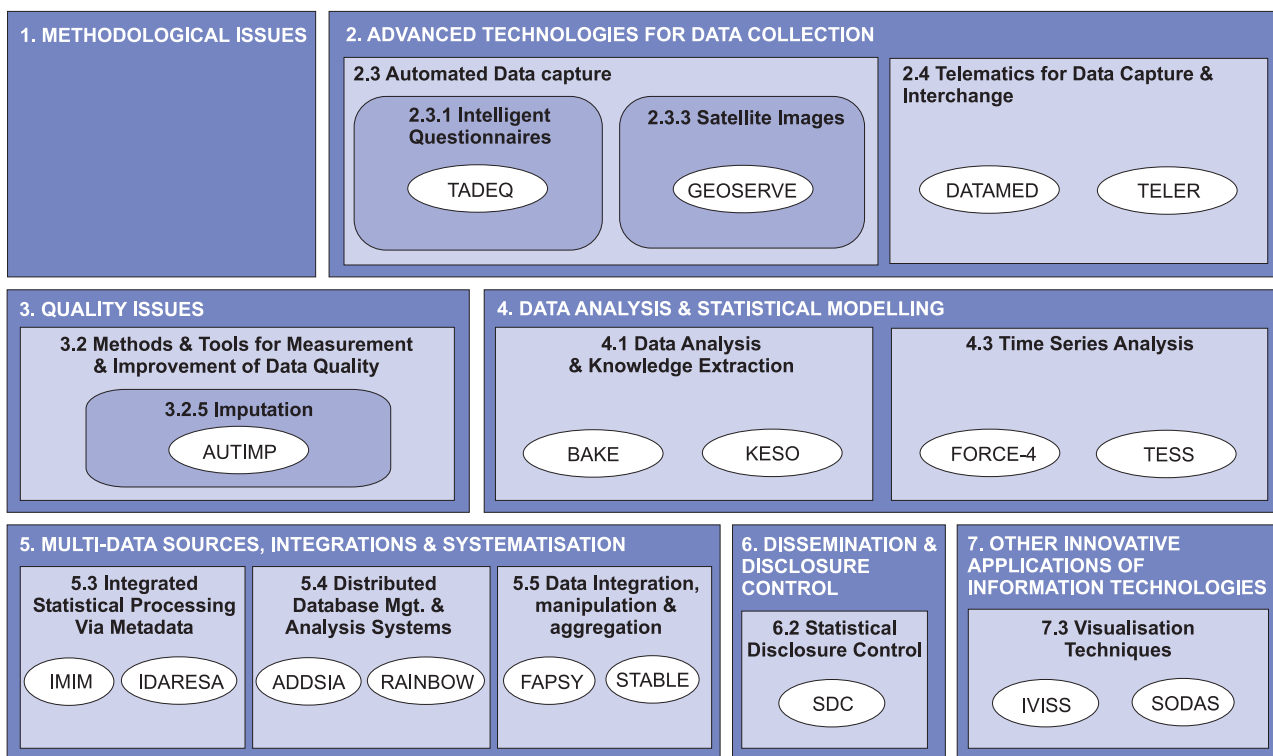 1. METHODOLOGICAL ISSUES
2. ADVANCED TECHNOLOGIES FOR DATA COLLECTION
2.3 Automated Data capture
2.3.1 Intelligent
Questionnaires
TADEQ
2.3.3 Satellite Images
GEOSERVE
2.4 Telematics for Data Capture &
Interchange
DATAMED
TELER
3. QUALITY ISSUES
3.2 Methods & Tools for Measurement
& Improvement of Data Quality
3.2.5 Imputation
AUTIMP
4. DATA ANALYSIS & STATISTICAL MODELLING
4.1 Data Analysis
& Knowledge Extraction
BAKE
KESO
4.3 Time Series Analysis
FORCE-4
TESS
5. MULTI-DATA SOURCES, INTEGRATIONS & SYSTEMATISATION
5.3 Integrated
Statistical Processing
Via Metadata
IMIM
IDARESA
5.4 Distributed
Database Mgt. &
Analysis Systems
ADDSIA
RAINBOW
5.5 Data Integration,
manipulation &
aggregation
FAPSY
STABLE
6. DISSEMINATION &
DISCLOSURE
CONTROL
6.2 Statistical
Disclosure Control
SDC
7. OTHER INNOVATIVE
APPLICATIONS OF
INFORMATION TECHNOLOGIES
7.3 Visualisation
Techniques
IVISS
SODAS